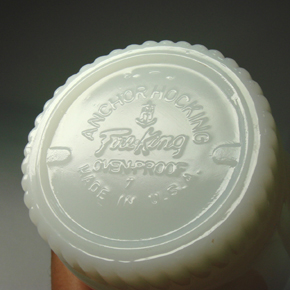 ANCHOR HOCKING
Fire King
OVEN-PROOF
7
MADE IN U.S.A.